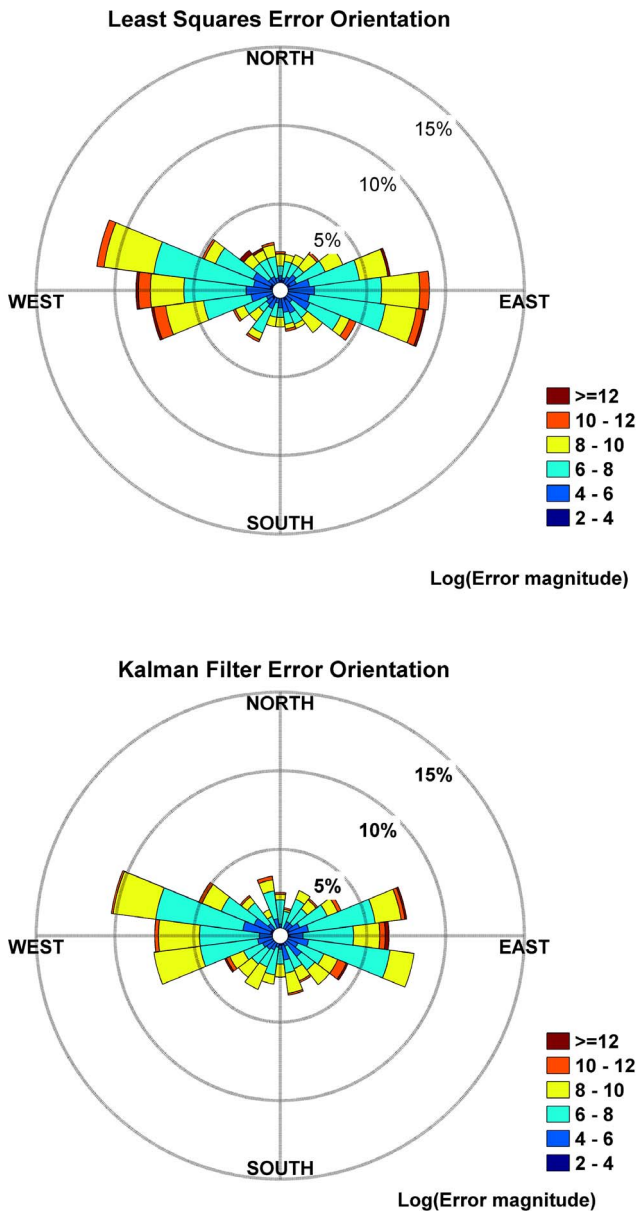 Least Squares Error Orientation
NORTH
15%
10%
5%
WEST
EAST
>=12
10 - 12
8 - 10
6 - 8
4 - 6
2 - 4
SOUTH
Log(Error magnitude)
Kalman Filter Error Orientation
NORTH
15%
10%
5%
WEST
EAST
>=12
10 - 12
8 - 10
6 - 8
4 - 6
2 - 4
SOUTH
Log(Error magnitude)